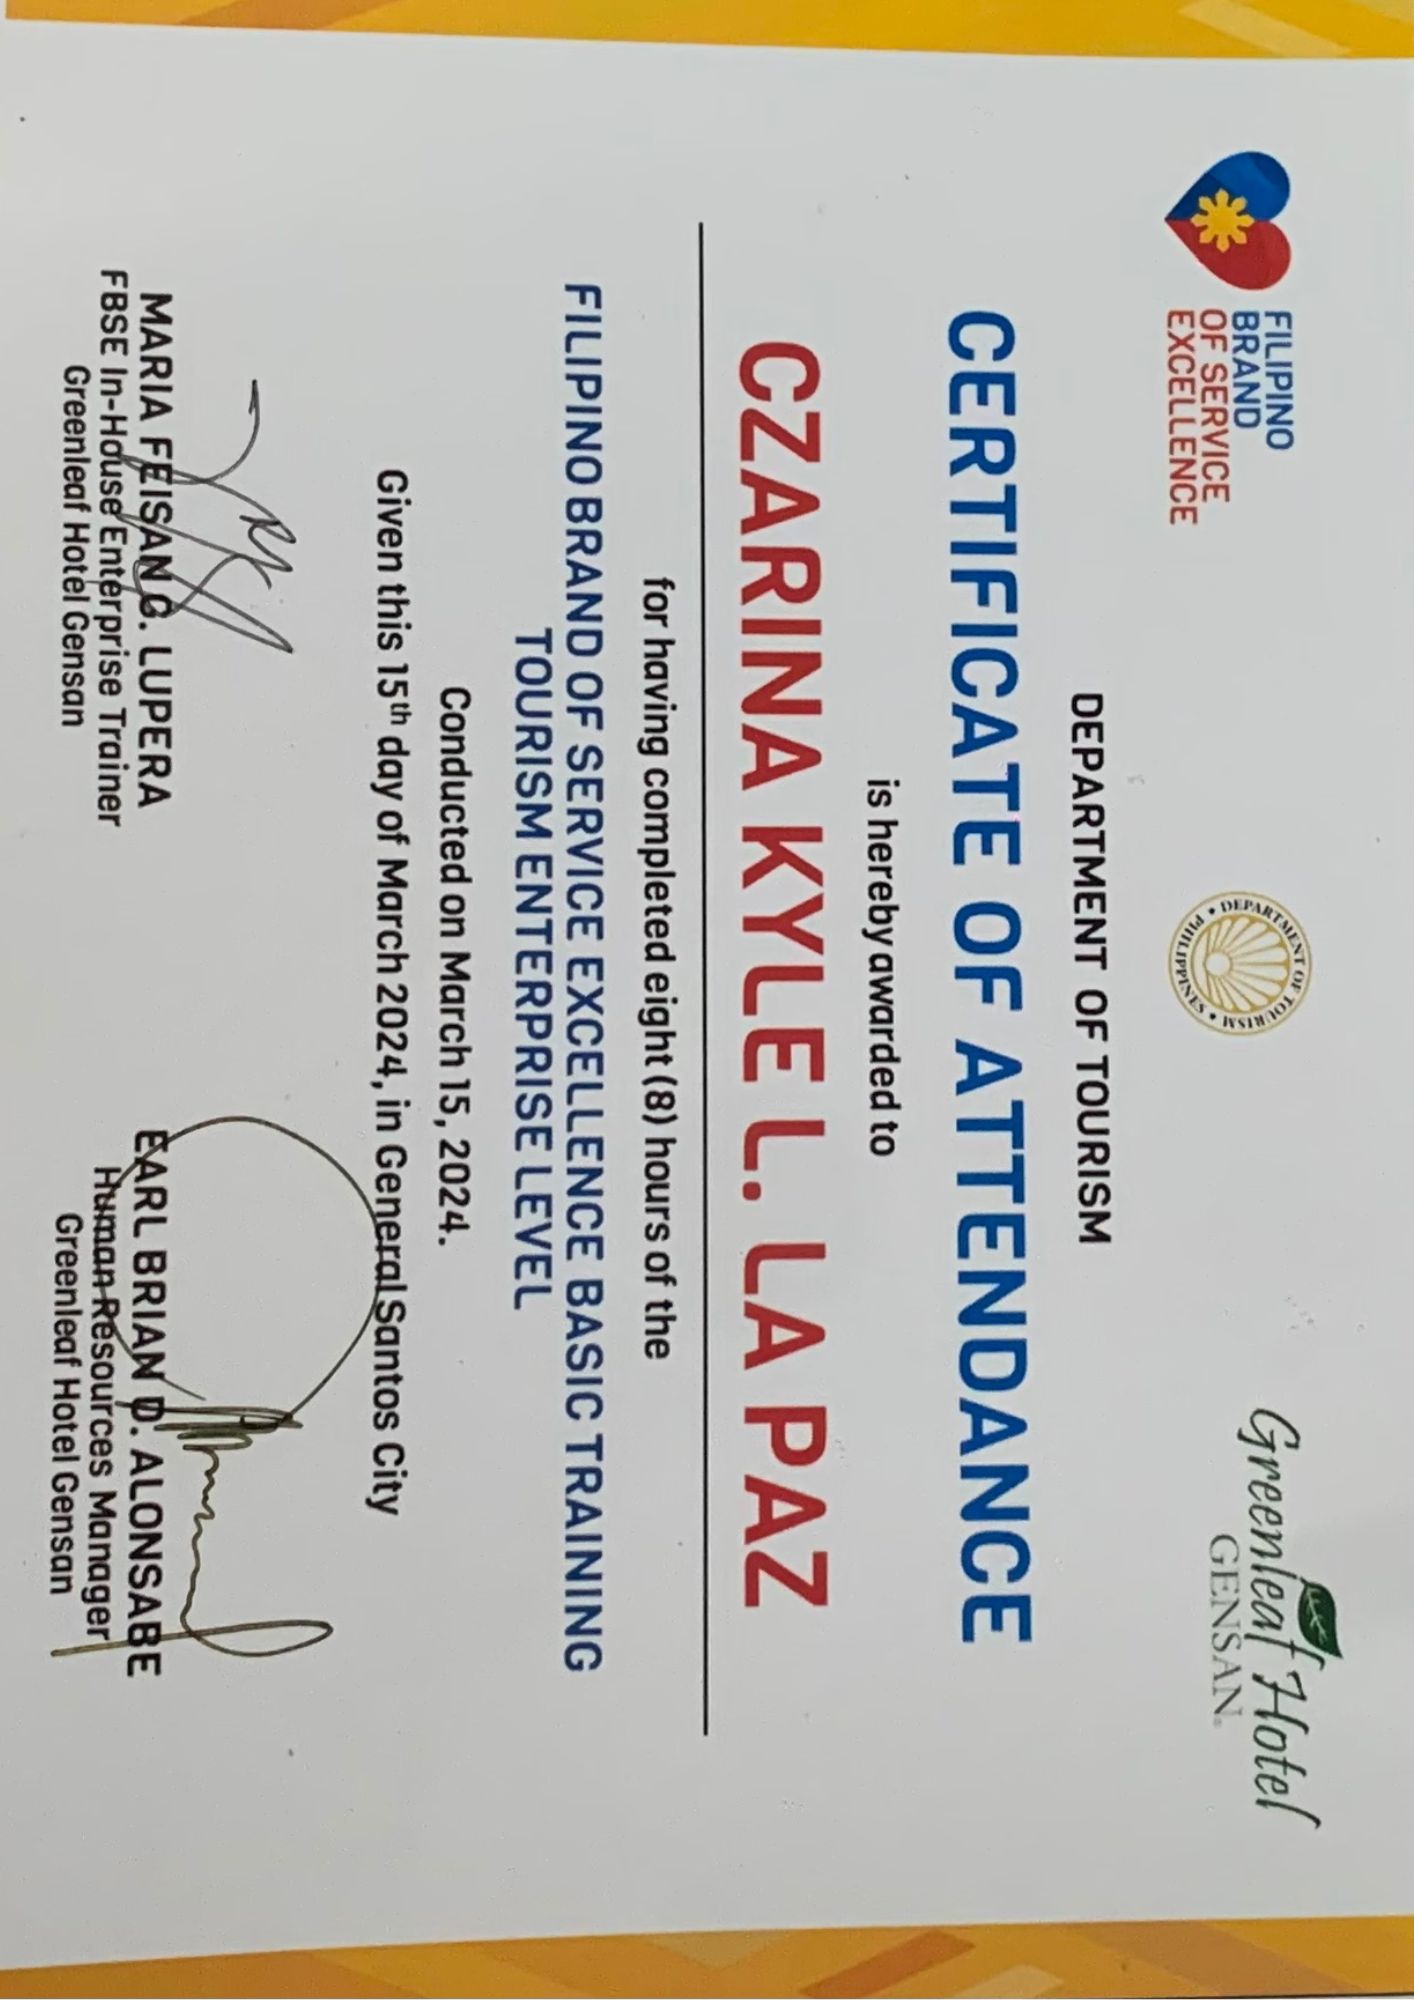 FILIPINO
BRAND
OF SERVICE
EXCELLENCE
DEPARTMENT OF TOURISM • PHILIPPINES •
Greenleaf Hotel
GENSAN.
DEPARTMENT OF TOURISM
CERTIFICATE OF ATTENDANCE
is hereby awarded to
CZARINA KYLE L. LA PAZ
for having completed eight (8) hours of the
FILIPINO BRAND OF SERVICE EXCELLENCE BASIC TRAINING
TOURISM ENTERPRISE LEVEL
Conducted on March 15, 2024.
Given this 15th day of March 2024, in General Santos City
MARIA FEISAN C. LUPERA
FBSE In-House Enterprise Trainer
Greenleaf Hotel Gensan
EARL BRIAN D. ALONSABE
Human Resources Manager
Greenleaf Hotel Gensan